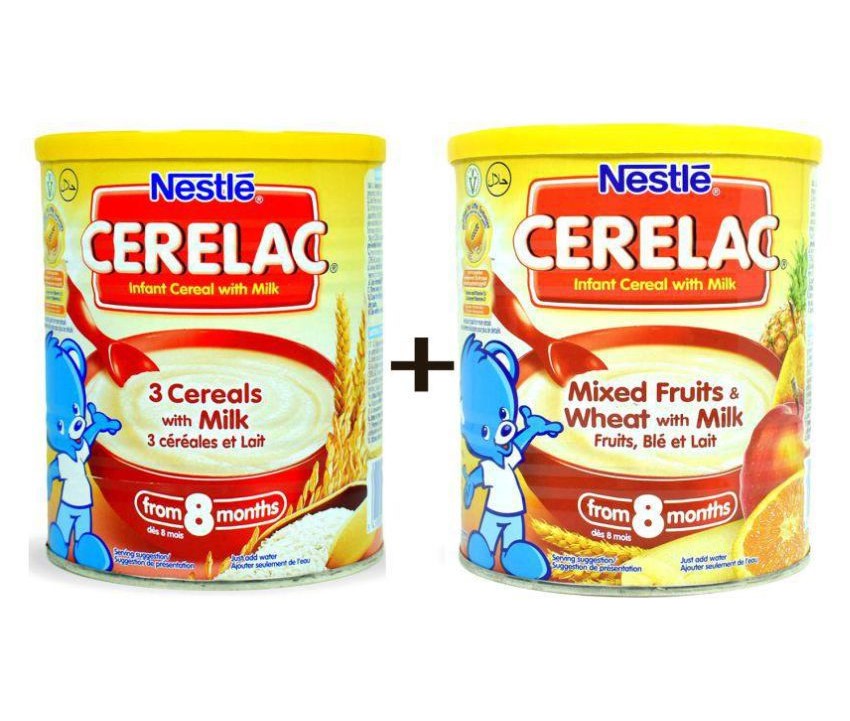 حلال
Nestlé®
CERELAC®
Infant Cereal with Milk
3 Cereals
with Milk
3 céréales et Lait
from 8 months
dès 8 mois
Serving suggestion/
Suggestion de présentation
Just add water
Ajouter seulement de l'eau
+
حلال
Nestlé®
CERELAC®
Infant Cereal with Milk
Mixed Fruits &
Wheat with Milk
Fruits, Blé et Lait
from 8 months
dès 8 mois
Serving suggestion/
Suggestion de présentation
Just add water
Ajouter seulement de l'eau